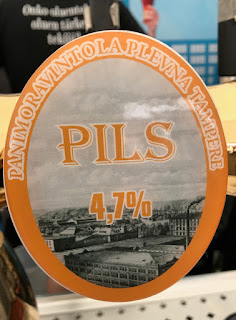 PANIMORAVINTOLA PLEVNA TAMPERE
PILS
4,7%